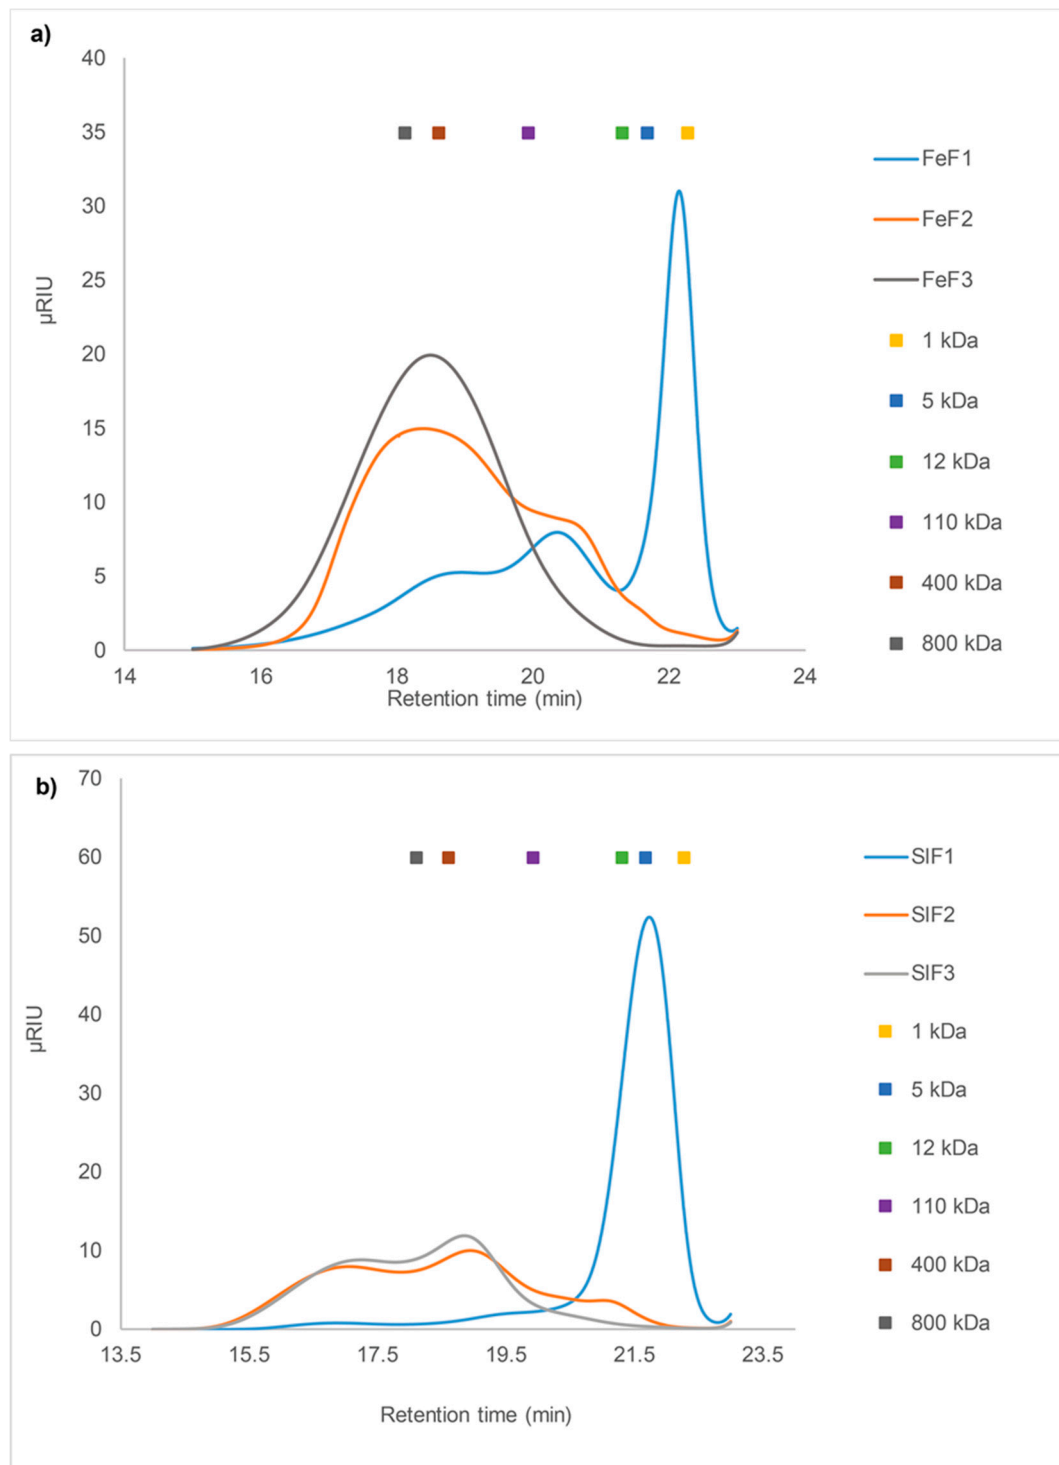 a)
40
35
30
25
20
15
10
5
0
µRIU
14 16 18 20 22 24
Retention time (min)
FeF1
FeF2
FeF3
1 kDa
5 kDa
12 kDa
110 kDa
400 kDa
800 kDa
b)
70
60
50
40
30
20
10
0
µRIU
13.5 15.5 17.5 19.5 21.5 23.5
Retention time (min)
SIF1
SIF2
SIF3
1 kDa
5 kDa
12 kDa
110 kDa
400 kDa
800 kDa